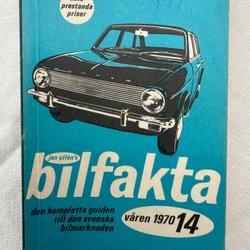 prestanda
priser
jan ullén's
bilfakta
den kompletta guiden
till den svenska
bilmarknaden
våren 1970
14